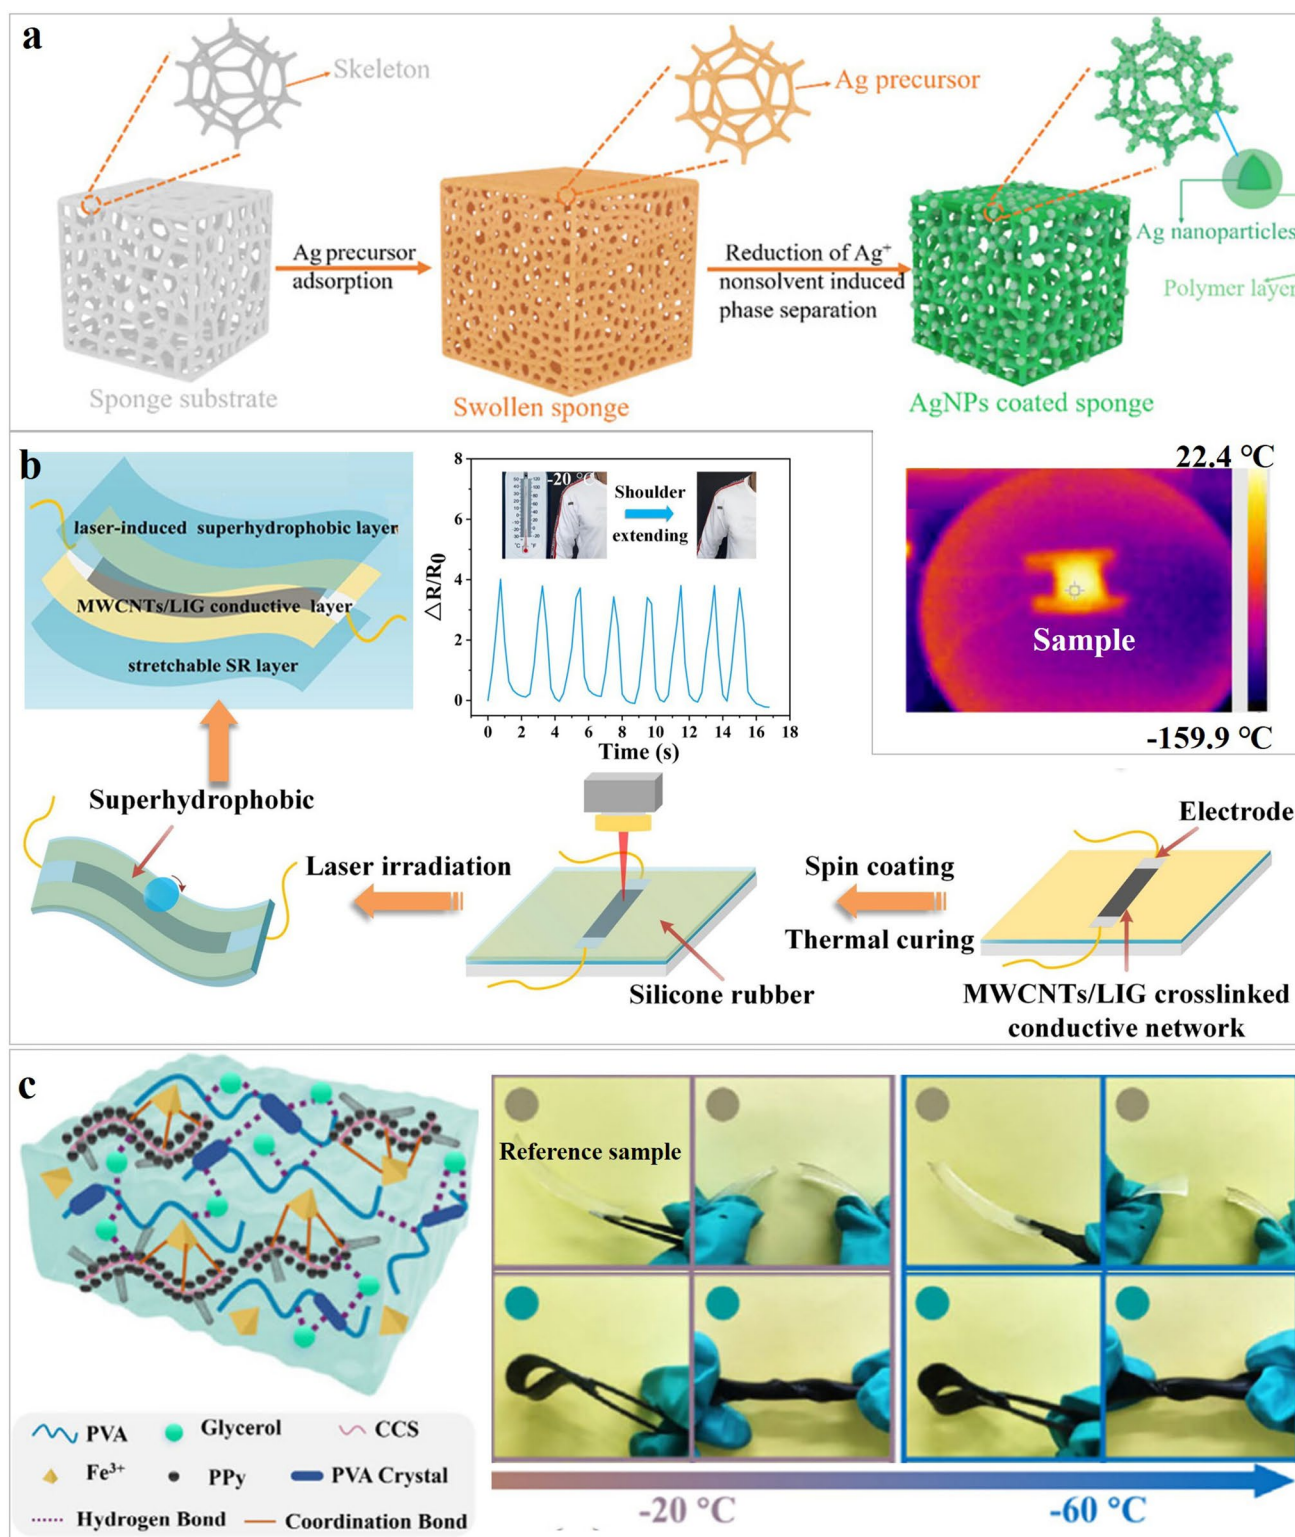 a
Skeleton
Ag precursor
Ag precursor
adsorption
Reduction of Ag⁺
nonsolvent induced
phase separation
Ag nanoparticles
Polymer layer
Sponge substrate
Swollen sponge
AgNPs coated sponge
b
laser-induced superhydrophobic layer
MWCNTs/LIG conductive layer
stretchable SR layer
8
6
4
2
0
△R/R0
-20 °C
Shoulder
extending
0 2 4 6 8 10 12 14 16 18
Time (s)
22.4 °C
Sample
-159.9 °C
Superhydrophobic
Laser irradiation
Silicone rubber
Spin coating
Thermal curing
Electrode
MWCNTs/LIG crosslinked
conductive network
c
Reference sample
PVA
Glycerol
CCS
Fe³⁺
PPy
PVA Crystal
Hydrogen Bond
Coordination Bond
-20 °C
-60 °C